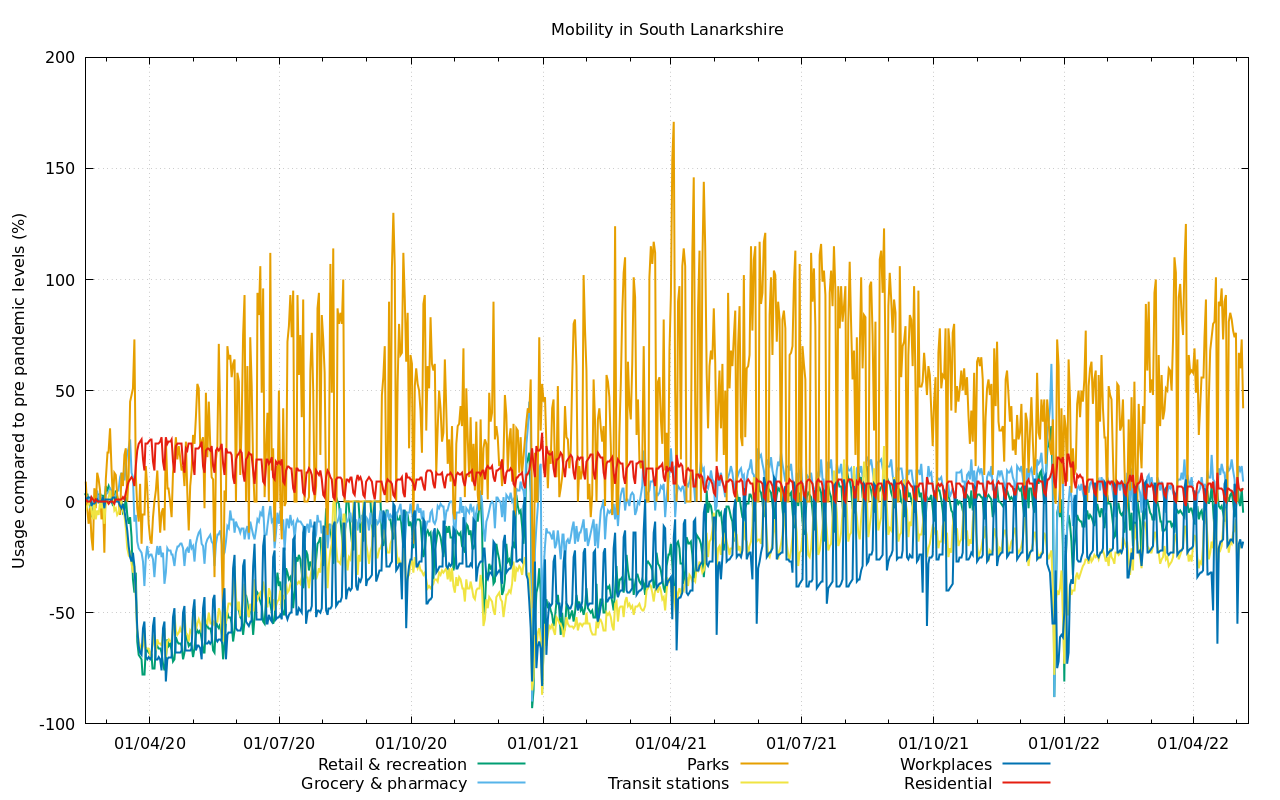 Mobility in South Lanarkshire
Usage compared to pre pandemic levels (%)
200
150
100
50
0
-50
-100
01/04/20 01/07/20 01/10/20 01/01/21 01/04/21 01/07/21 01/10/21 01/01/22 01/04/22
Retail & recreation Parks Workplaces
Grocery & pharmacy Transit stations Residential